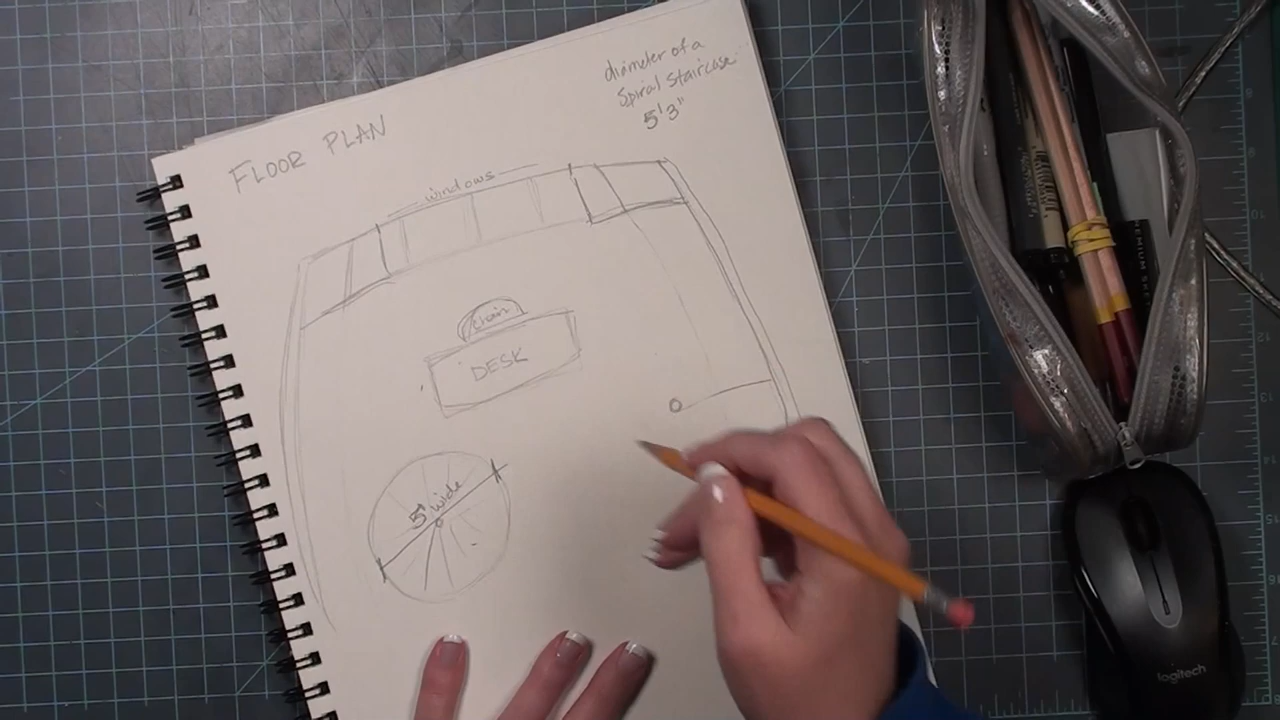 diameter of a
Spiral Staircase
5'3"
FLOOR PLAN
windows
chair
DESK
5' wide
logitech